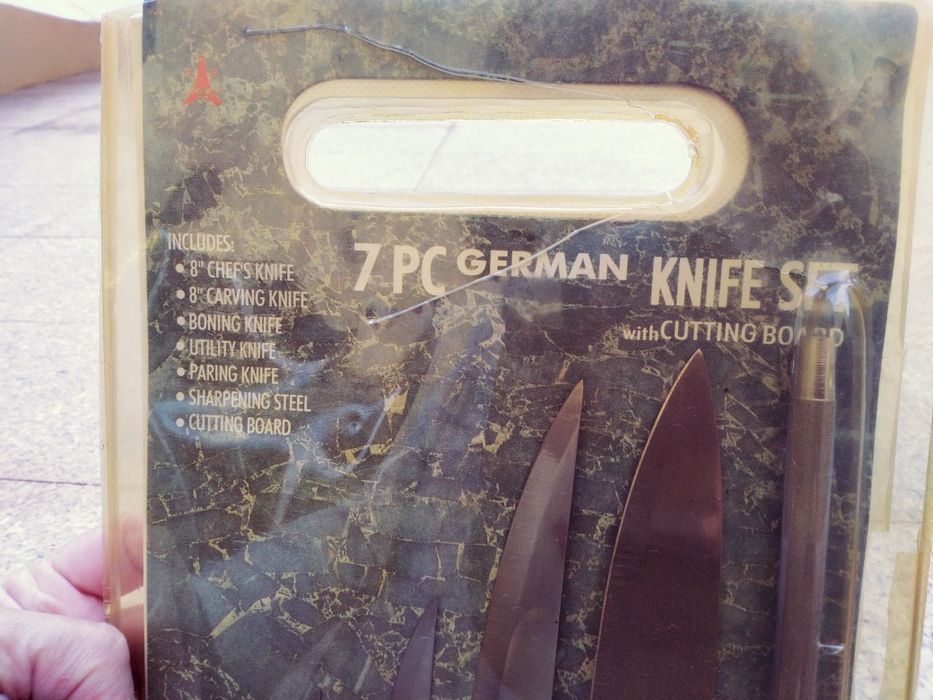 INCLUDES:
• 8" CHEF'S KNIFE
• 8" CARVING KNIFE
• BONING KNIFE
• UTILITY KNIFE
• PARING KNIFE
• SHARPENING STEEL
• CUTTING BOARD
7 PC GERMAN KNIFE SET
with CUTTING BOARD